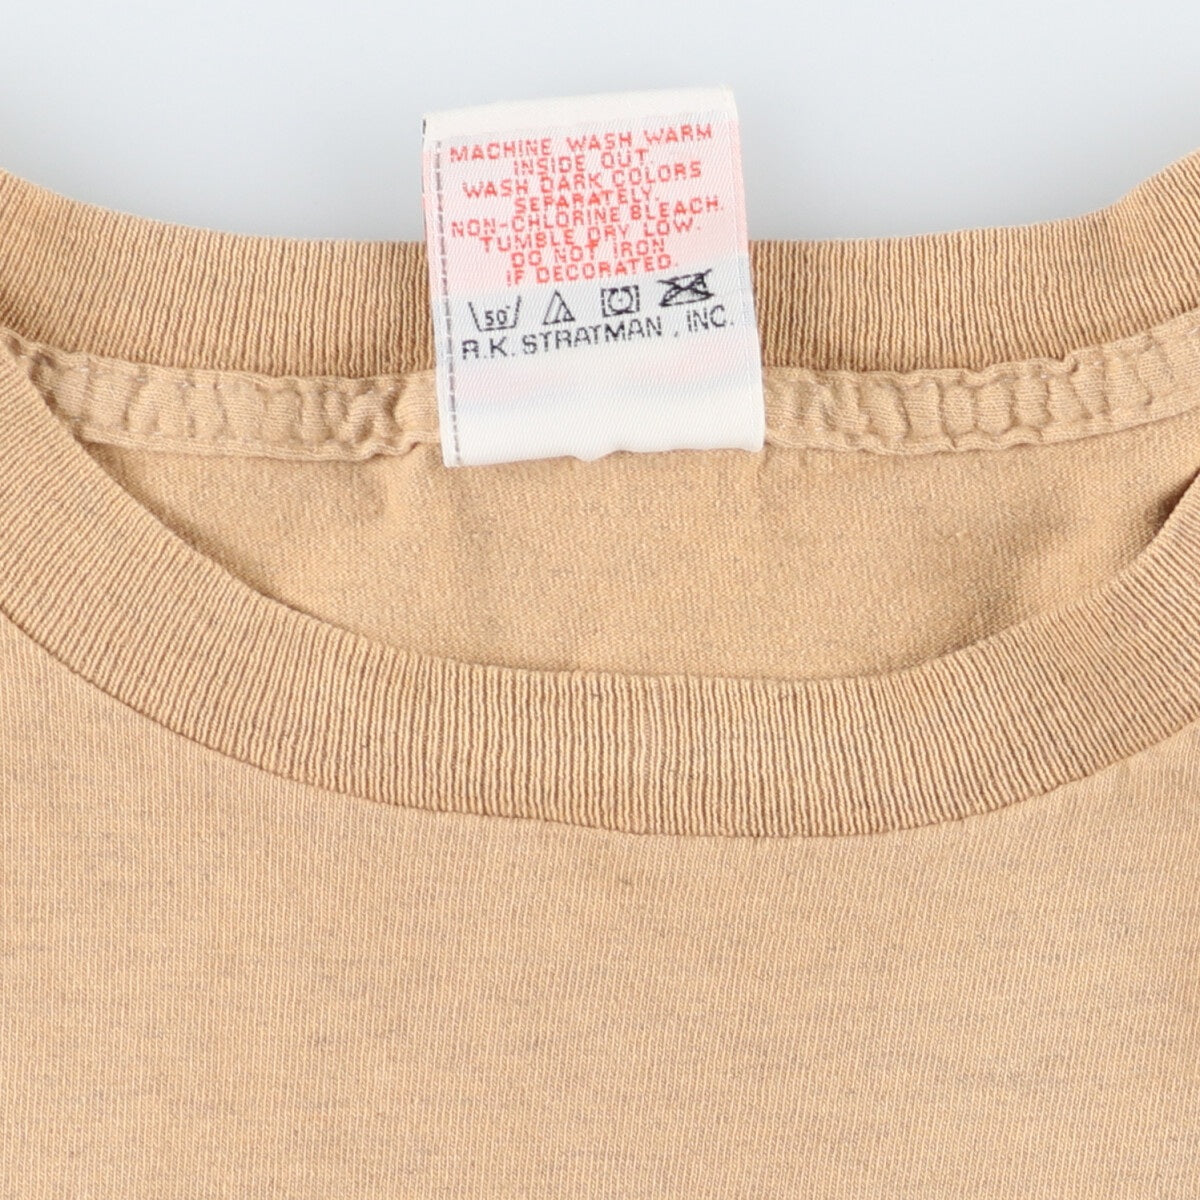 MACHINE WASH WARM
INSIDE OUT.
WASH DARK COLORS
SEPARATELY.
NON-CHLORINE BLEACH.
TUMBLE DRY LOW.
DO NOT IRON
IF DECORATED.
50°
R.K. STRATMAN , INC.